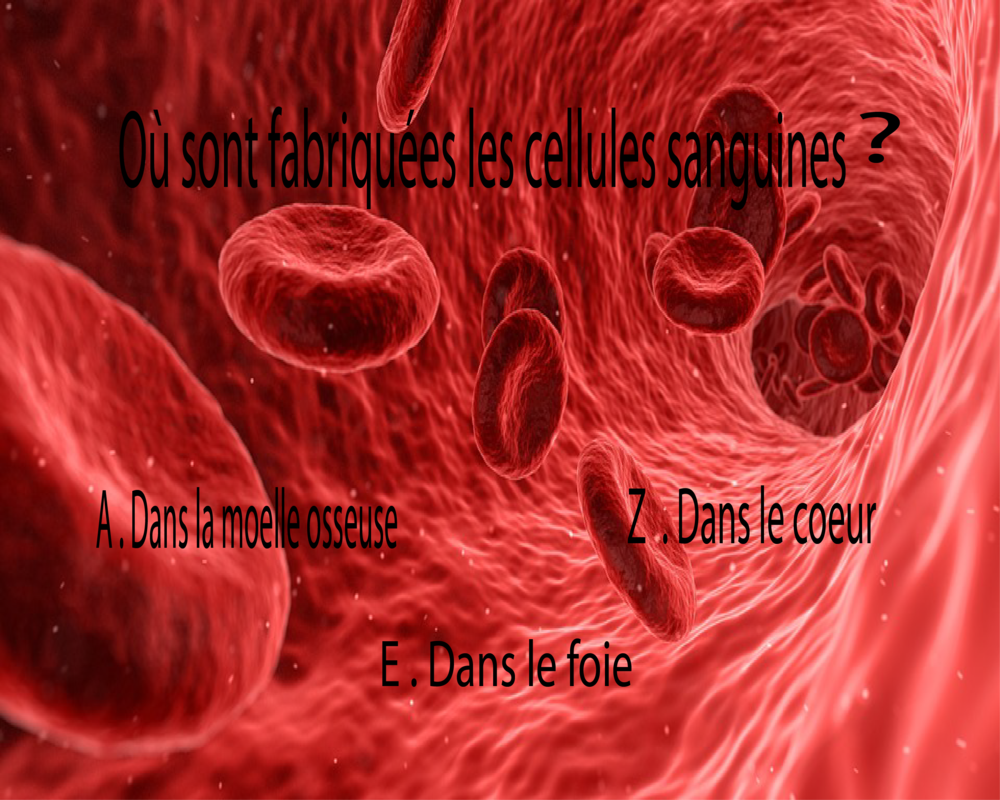 Où sont fabriquées les cellules sanguines ?
A . Dans la moelle osseuse
Z . Dans le coeur
E . Dans le foie